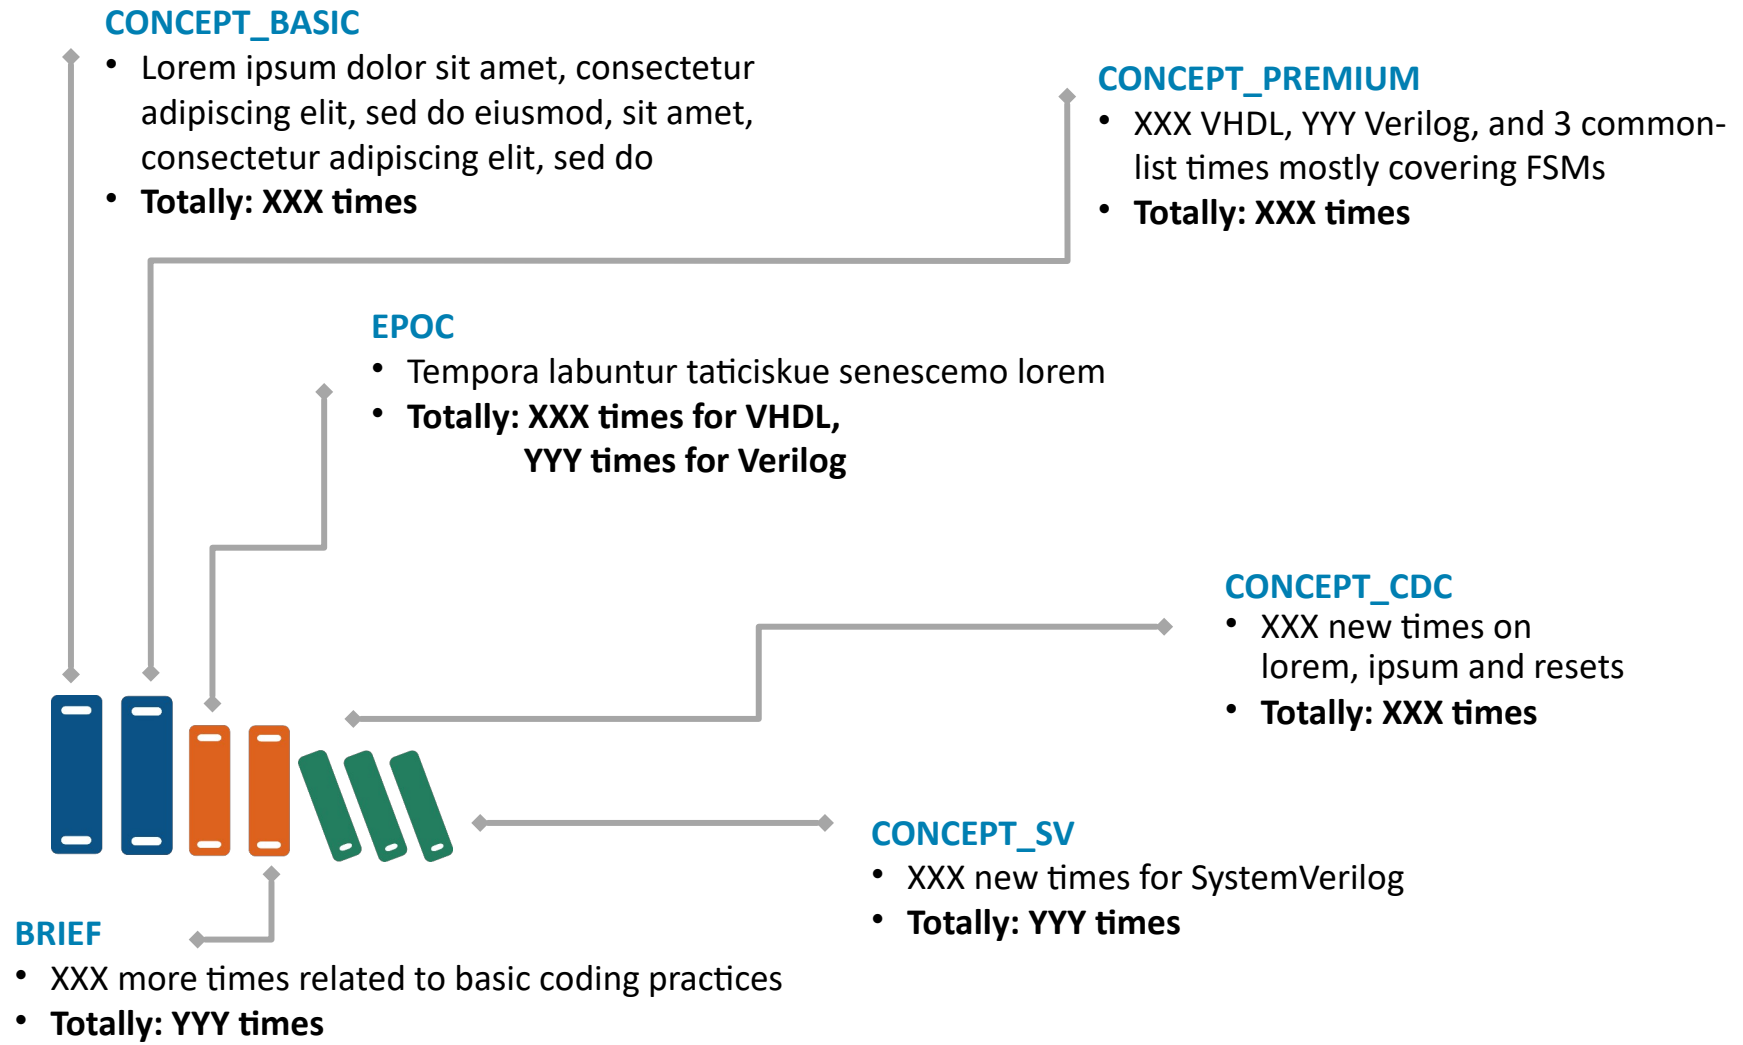 CONCEPT_BASIC
• Lorem ipsum dolor sit amet, consectetur
adipiscing elit, sed do eiusmod, sit amet,
consectetur adipiscing elit, sed do
• Totally: XXX times
CONCEPT_PREMIUM
• XXX VHDL, YYY Verilog, and 3 common-
list times mostly covering FSMs
• Totally: XXX times
EPOC
• Tempora labuntur taticiskue senescemo lorem
• Totally: XXX times for VHDL,
YYY times for Verilog
CONCEPT_CDC
• XXX new times on
lorem, ipsum and resets
• Totally: XXX times
CONCEPT_SV
• XXX new times for SystemVerilog
• Totally: YYY times
BRIEF
• XXX more times related to basic coding practices
• Totally: YYY times